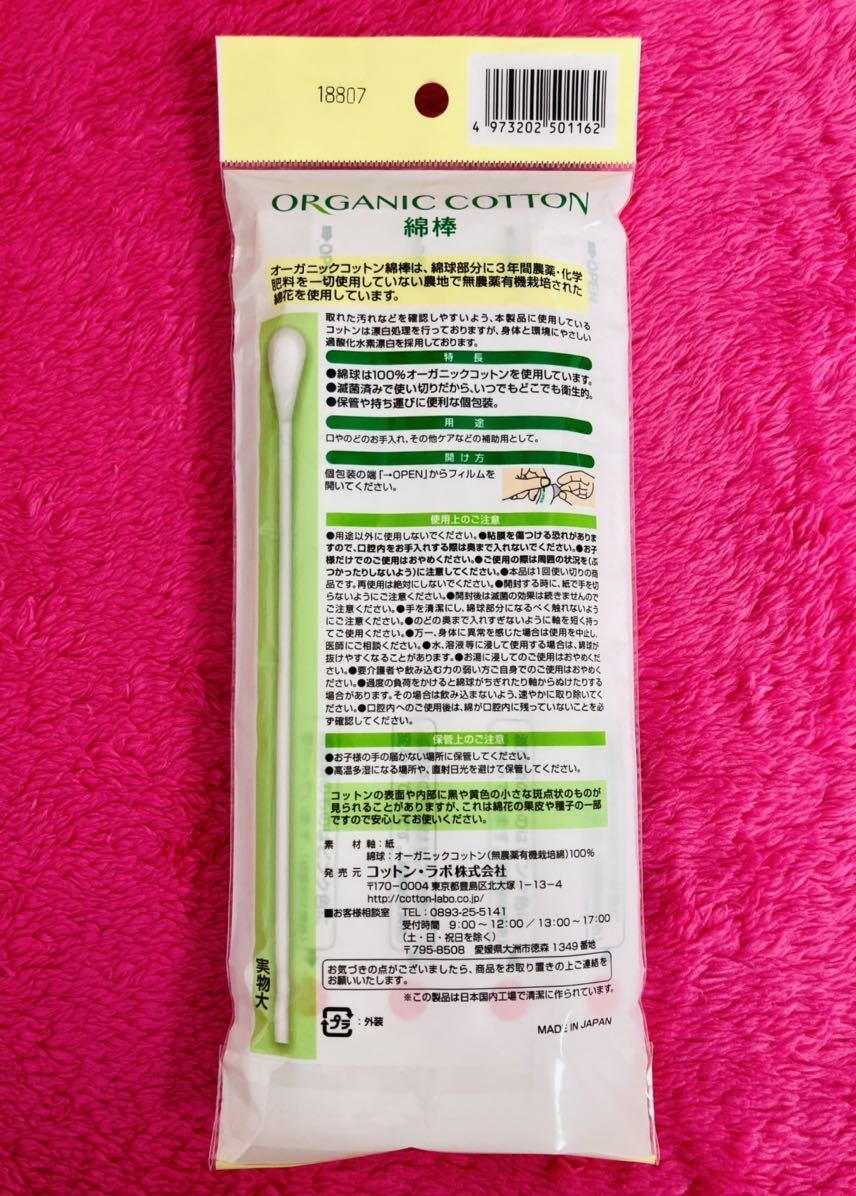 18807
4 973202 501162
ORGANIC COTTON
綿棒
オーガニックコットン綿棒は、綿球部分に3年間農薬・化学
肥料を一切使用していない農地で無農薬有機栽培された
綿花を使用しています。
取れた汚れなどを確認しやすいよう、本製品に使用している
コットンは漂白処理を行っておりますが、身体と環境にやさしい
過酸化水素漂白を採用しております。
特長
●綿球は100%オーガニックコットンを使用しています。
●滅菌済みで使い切りだから、いつでもどこでも衛生的。
●保管や持ち運びに便利な個包装。
用途
口やのどのお手入れ、その他ケアなどの補助用として。
開け方
個包装の端「→OPEN」からフィルムを
開いてください。
使用上のご注意
●用途以外に使用しないでください。●粘膜を傷つける恐れがありま
すので、口腔内をお手入れする際は奥まで入れないでください。●お子
様だけでのご使用はおやめください。●ご使用の際は周囲の状況を(ぶ
つかったりしないように)注意してください。●本品は1回使い切りの商
品です。再使用は絶対にしないでください。●開封する時に、紙で手を切
らないようにご注意ください。●開封後は滅菌の効果は続きませんので
ご注意ください。●手を清潔にし、綿球部分になるべく触れないよう
にご注意ください。●のどの奥まで入れすぎないように軸を短く持っ
てご使用ください。●万一、身体に異常を感じた場合は使用を中止し、
医師にご相談ください。●水、溶液等に浸して使用する場合は、綿球が
抜けやすくなることがあります。●お湯に浸してのご使用はおやめくだ
さい。●要介護者や飲み込む力の弱い方ご自身でのご使用はおやめく
ださい。●過度の負荷をかけると綿球がちぎれたり軸からぬけたりする
場合があります。その場合は飲み込まないよう、速やかに取り除いてく
ださい。●口腔内へのご使用後は、綿が口腔内に残っていないことを必
ず確認してください。
保管上のご注意
●お子様の手の届かない場所に保管してください。
●高温多湿になる場所や、直射日光を避けて保管してください。
コットンの表面や内部に黒や黄色の小さな斑点状のものが
見られることがありますが、これは綿花の果皮や種子の一部
ですので安心してお使いください。
素材 軸:紙
綿球:オーガニックコットン(無農薬有機栽培綿)100%
発売元 コットン・ラボ株式会社
〒170-0004 東京都豊島区北大塚1-13-4
http://cotton-labo.co.jp/
■お客様相談室 TEL:0893-25-5141
受付時間 9:00~12:00/13:00~17:00
(土・日・祝日を除く)
〒795-8508 愛媛県大洲市徳森1349番地
お気づきの点がございましたら、商品をお取り置きの上ご連絡を
お願いいたします。
※この製品は日本国内工場で清潔に作られています。
実物大
プラ :外装
MADE IN JAPAN